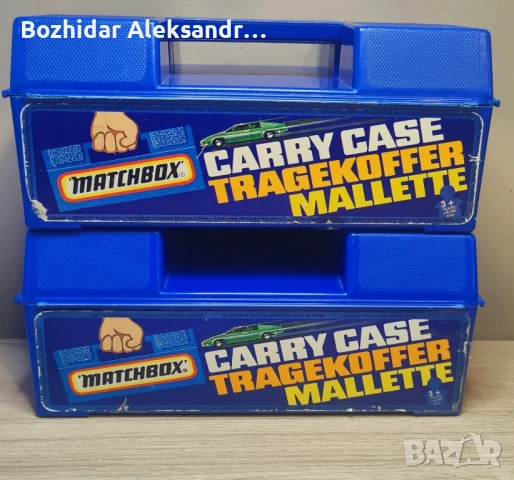 Bozhidar Aleksandr...
MATCHBOX®
CARRY CASE
TRAGEKOFFER
MALLETTE
3+
MATCHBOX®
CARRY CASE
TRAGEKOFFER
MALLETTE
3+
BAZAR